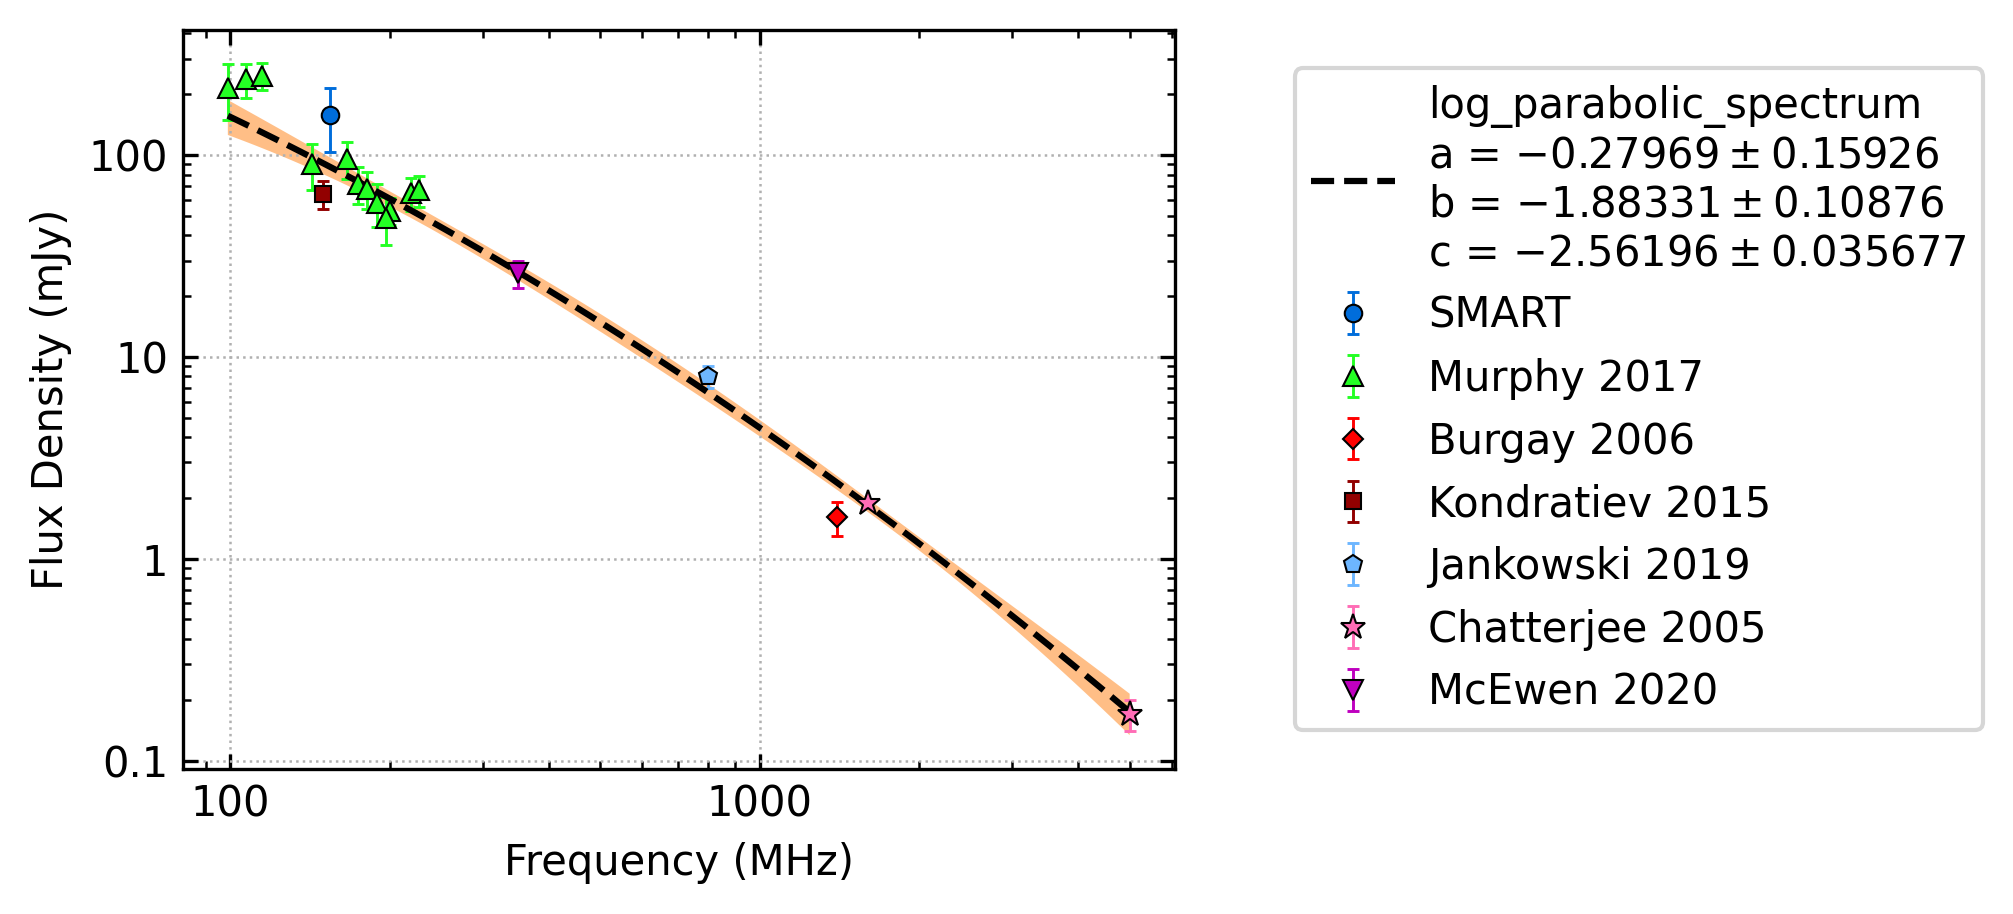 100
10
1
0.1
100
1000
Flux Density (mJy)
Frequency (MHz)
log_parabolic_spectrum
a = −0.27969 ± 0.15926
b = −1.88331 ± 0.10876
c = −2.56196 ± 0.035677
SMART
Murphy 2017
Burgay 2006
Kondratiev 2015
Jankowski 2019
Chatterjee 2005
McEwen 2020